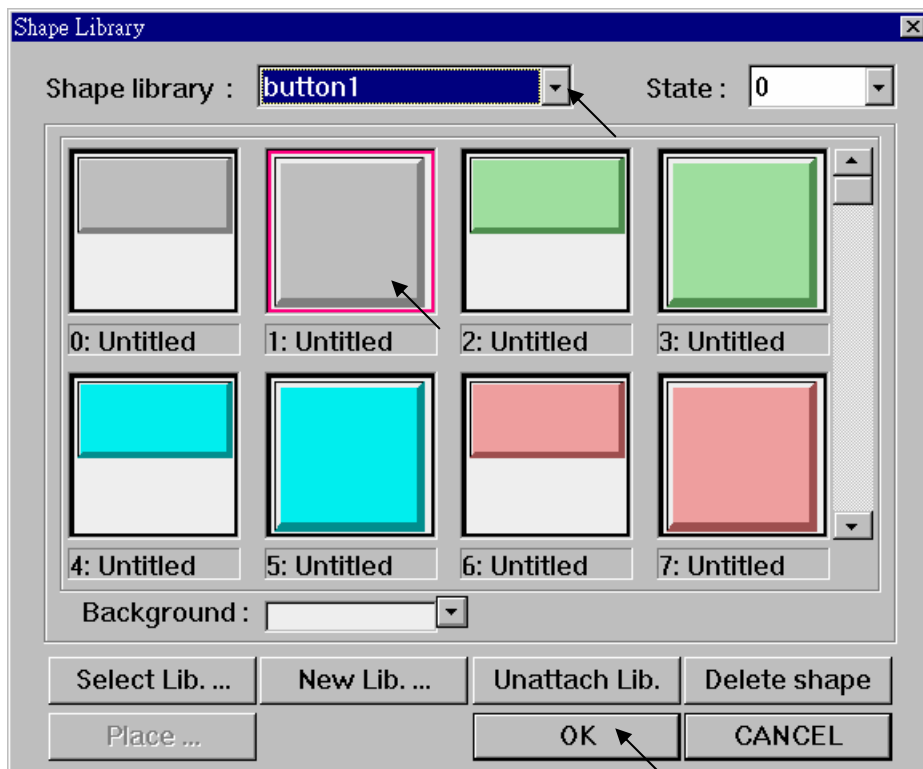 Shape Library
Shape library : button1 State : 0
0: Untitled 1: Untitled 2: Untitled 3: Untitled
4: Untitled 5: Untitled 6: Untitled 7: Untitled
Background :
Select Lib. ... New Lib. ... Unattach Lib. Delete shape
Place ... OK CANCEL